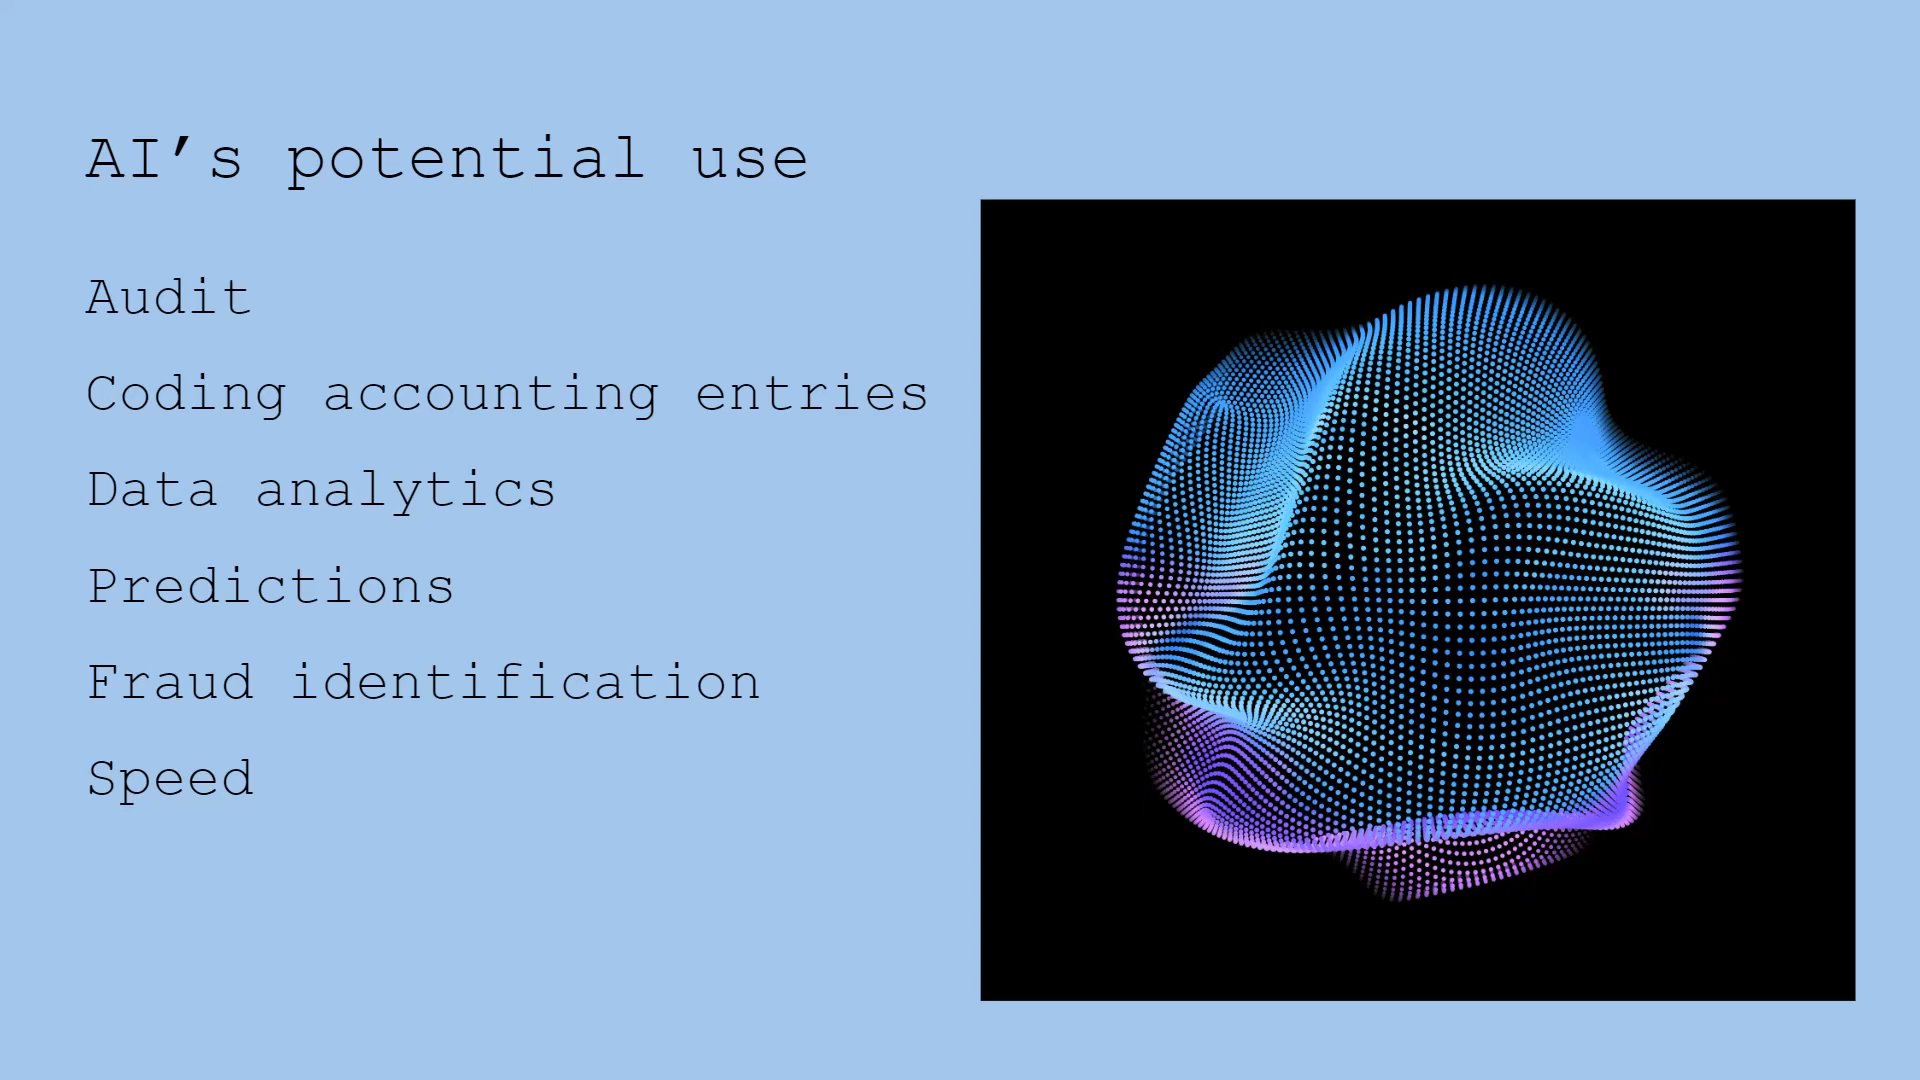 AI’s potential use
Audit
Coding accounting entries
Data analytics
Predictions
Fraud identification
Speed